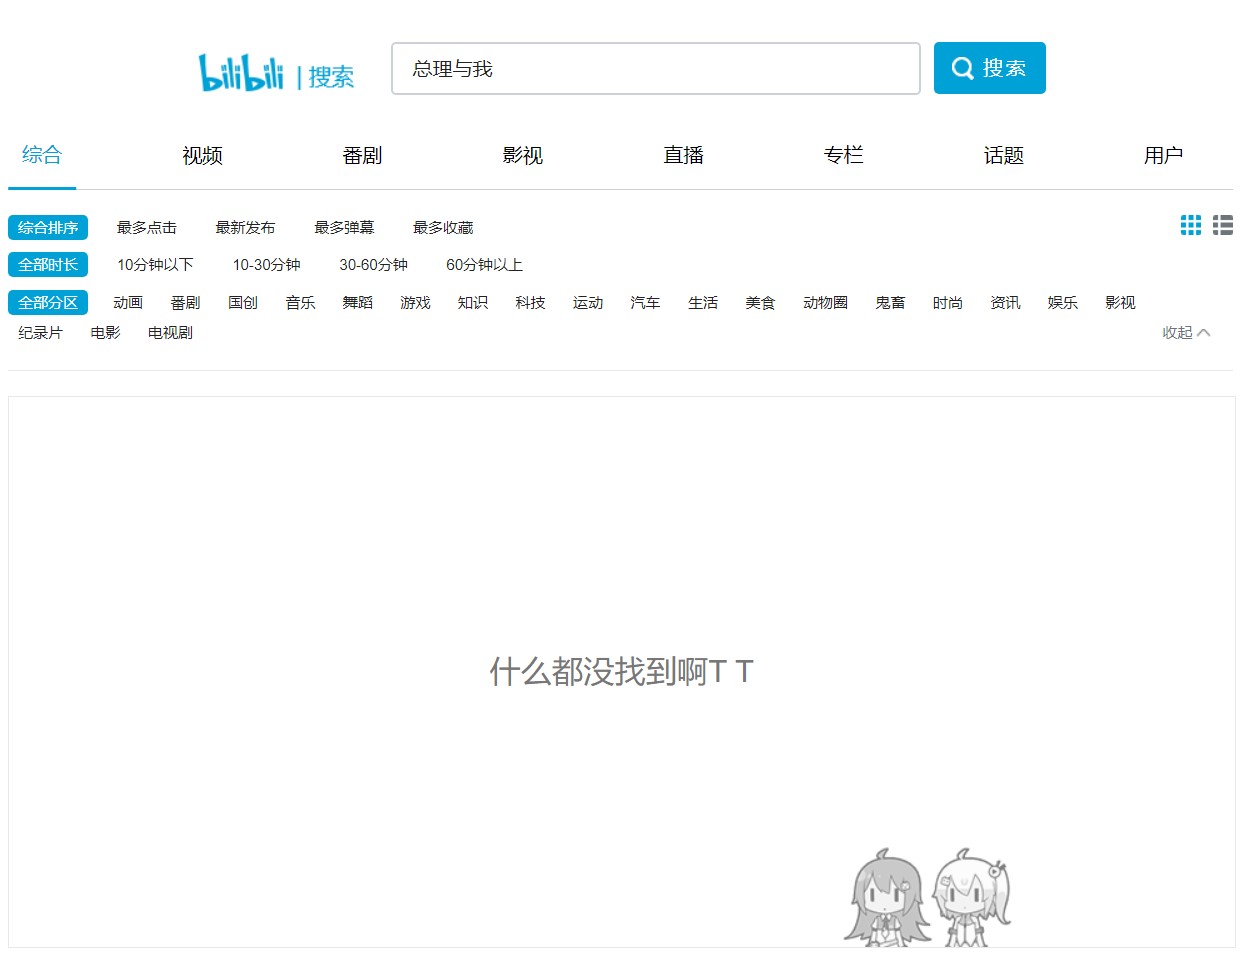 bilibili | 搜索 总理与我 搜索
综合 视频 番剧 影视 直播 专栏 话题 用户
综合排序 最多点击 最新发布 最多弹幕 最多收藏
全部时长 10分钟以下 10-30分钟 30-60分钟 60分钟以上
全部分区 动画 番剧 国创 音乐 舞蹈 游戏 知识 科技 运动 汽车 生活 美食 动物圈 鬼畜 时尚 资讯 娱乐 影视
纪录片 电影 电视剧 收起
什么都没找到啊T T